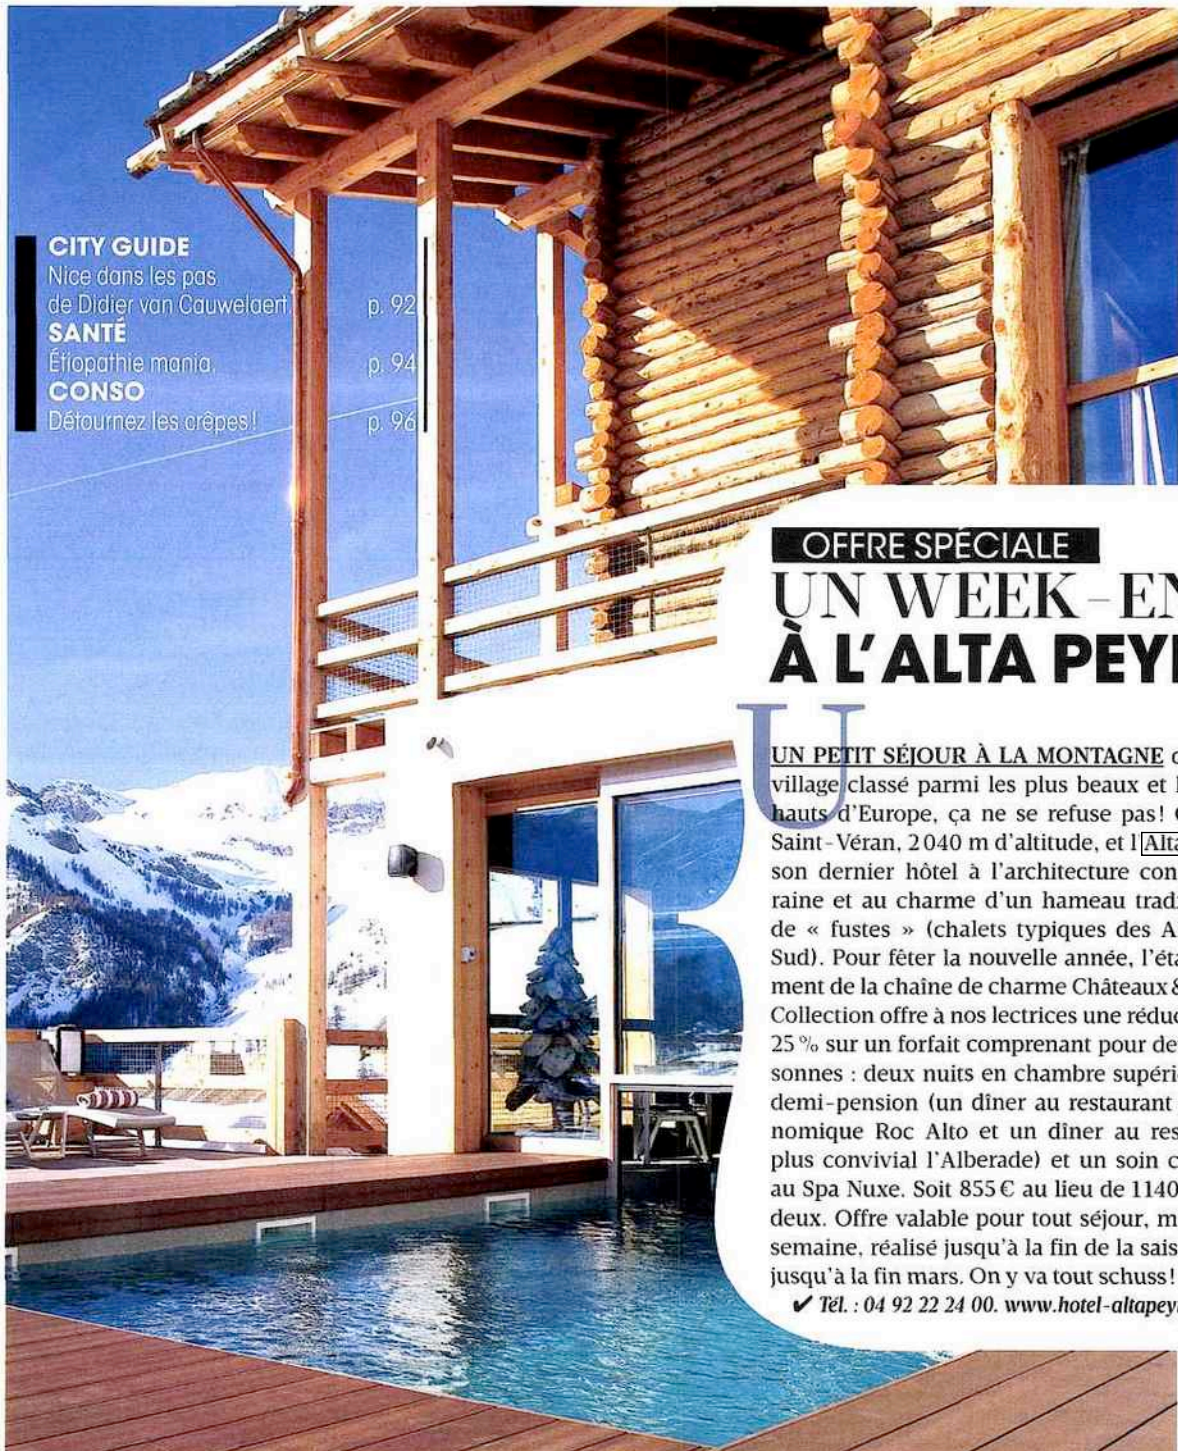 CITY GUIDE
Nice dans les pas
de Didier van Cauwelaert p. 92
SANTÉ
Étiopathie mania. p. 94
CONSO
Détournez les crêpes! p. 96
OFFRE SPÉCIALE
UN WEEK-EN
À L'ALTA PEY
UN PETIT SÉJOUR À LA MONTAGNE
village classé parmi les plus beaux et
hauts d'Europe, ça ne se refuse pas!
Saint-Véran, 2040 m d'altitude, et l'Alta
son dernier hôtel à l'architecture con
raine et au charme d'un hameau trad
de « fustes » (chalets typiques des A
Sud). Pour fêter la nouvelle année, l'éta
ment de la chaîne de charme Châteaux &
Collection offre à nos lectrices une réduc
25 % sur un forfait comprenant pour de
sonnes : deux nuits en chambre supéri
demi-pension (un dîner au restaurant
nomique Roc Alto et un dîner au res
plus convivial l'Alberade) et un soin
au Spa Nuxe. Soit 855 € au lieu de 1140
deux. Offre valable pour tout séjour, m
semaine, réalisé jusqu'à la fin de la sais
jusqu'à la fin mars. On y va tout schuss!
✔ Tél. : 04 92 22 24 00. www.hotel-altapey